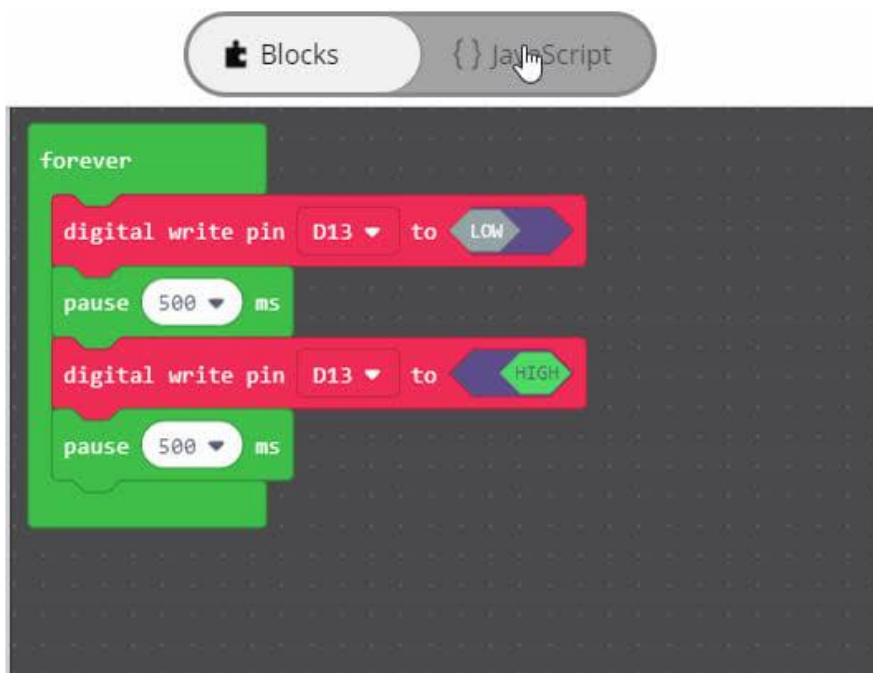 Blocks
{ } JavaScript
forever
digital write pin D13 to LOW
pause 500 ms
digital write pin D13 to HIGH
pause 500 ms